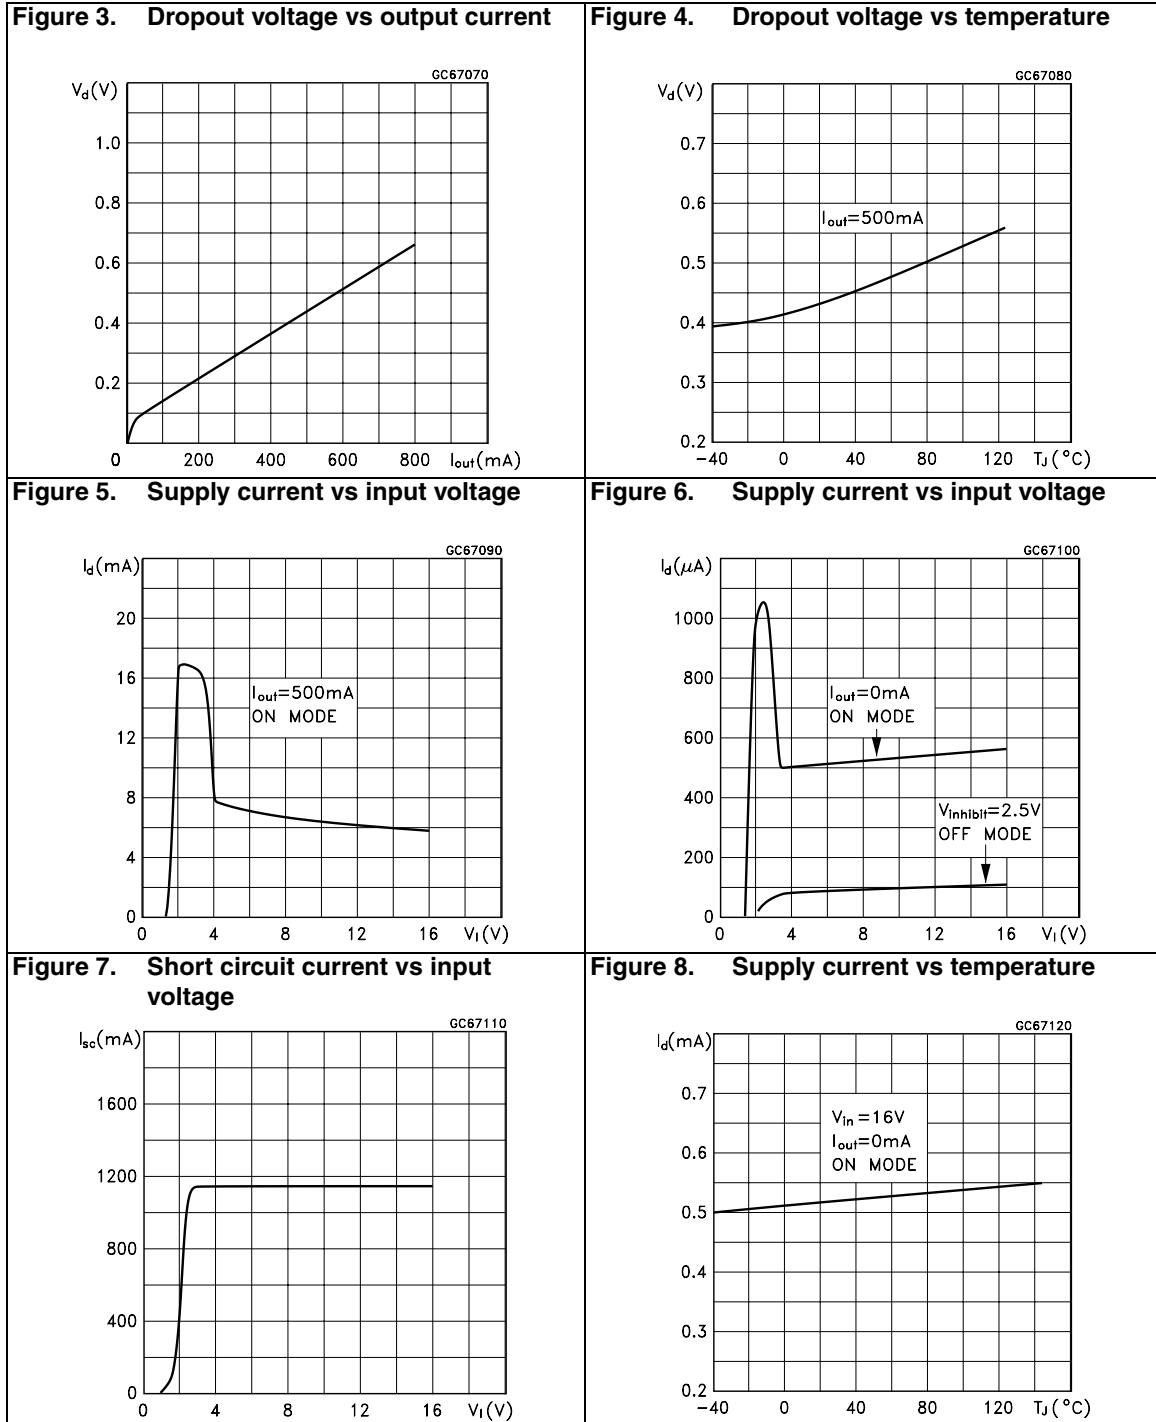 Figure 3. Dropout voltage vs output current
GC67070
Vd(V)
1.0
0.8
0.6
0.4
0.2
0 200 400 600 800 Iout(mA)
Figure 4. Dropout voltage vs temperature
GC67080
Vd(V)
0.7
0.6
Iout=500mA
0.5
0.4
0.3
0.2
-40 0 40 80 120 TJ(°C)
Figure 5. Supply current vs input voltage
GC67090
Id(mA)
20
16
Iout=500mA
ON MODE
12
8
4
0
0 4 8 12 16 VI(V)
Figure 6. Supply current vs input voltage
GC67100
Id(μA)
1000
800
Iout=0mA
ON MODE
600
400
Vinhibit=2.5V
OFF MODE
200
0
0 4 8 12 16 VI(V)
Figure 7. Short circuit current vs input
voltage
GC67110
Isc(mA)
1600
1200
800
400
0
0 4 8 12 16 VI(V)
Figure 8. Supply current vs temperature
GC67120
Id(mA)
0.7
Vin=16V
0.6
Iout=0mA
ON MODE
0.5
0.4
0.3
0.2
-40 0 40 80 120 TJ(°C)